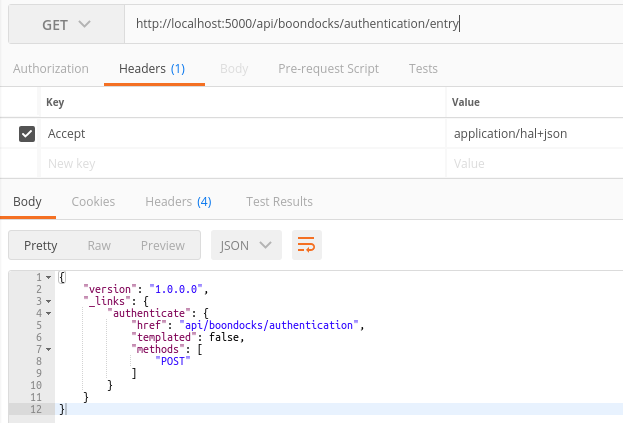 GET http://localhost:5000/api/boondocks/authentication/entry
Authorization Headers (1) Body Pre-request Script Tests
Key Value
Accept application/hal+json
New key Value
Body Cookies Headers (4) Test Results
Pretty Raw Preview JSON
1 {
2 "version": "1.0.0.0",
3 "_links": {
4 "authenticate": {
5 "href": "api/boondocks/authentication",
6 "templated": false,
7 "methods": [
8 "POST"
9 ]
10 }
11 }
12 }